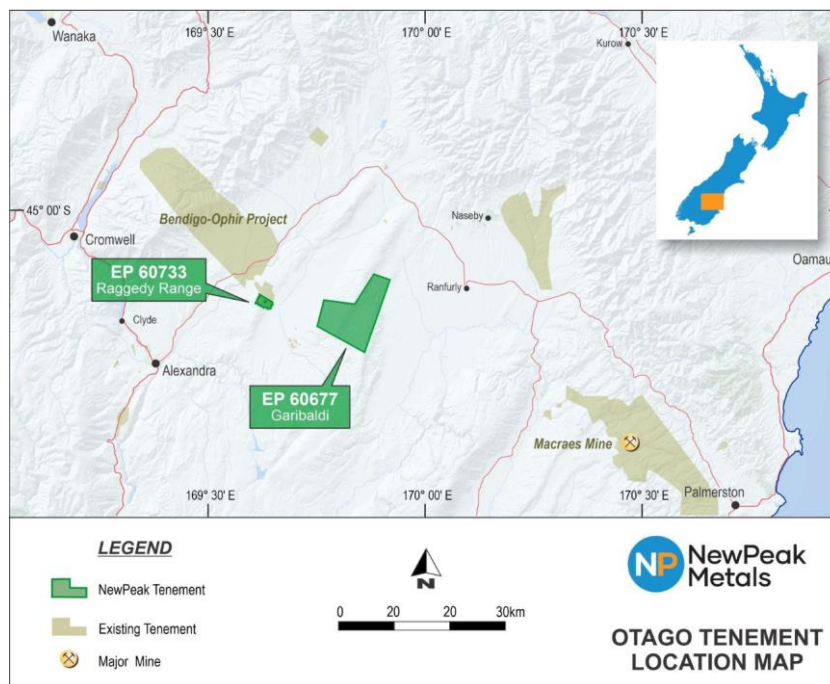 169° 30' E
170° 00' E
170° 30' E
Wanaka
Kurow
45° 00' S
Bendigo-Ophir Project
Naseby
Cromwell
Oamau
EP 60733
Raggedy Range
Ranfurly
Clyde
Alexandra
EP 60677
Garibaldi
Macraes Mine
Palmerston
169° 30' E
170° 00' E
170° 30' E
LEGEND
NewPeak Tenement
Existing Tenement
Major Mine
N
0 20 20 30km
NP NewPeak
Metals
OTAGO TENEMENT
LOCATION MAP